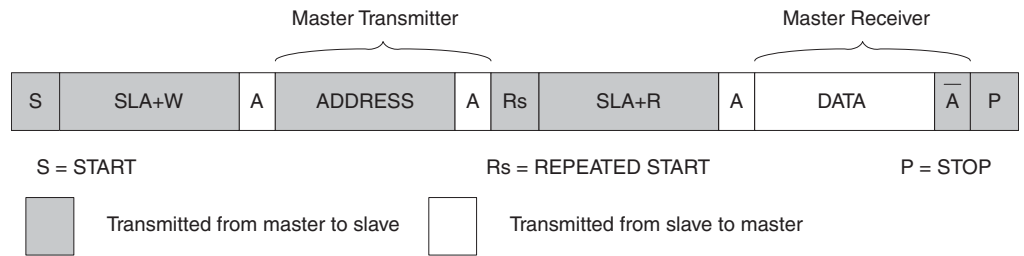 Master Transmitter Master Receiver
S SLA+W A ADDRESS A Rs SLA+R A DATA A̅ P
S = START Rs = REPEATED START P = STOP
Transmitted from master to slave Transmitted from slave to master